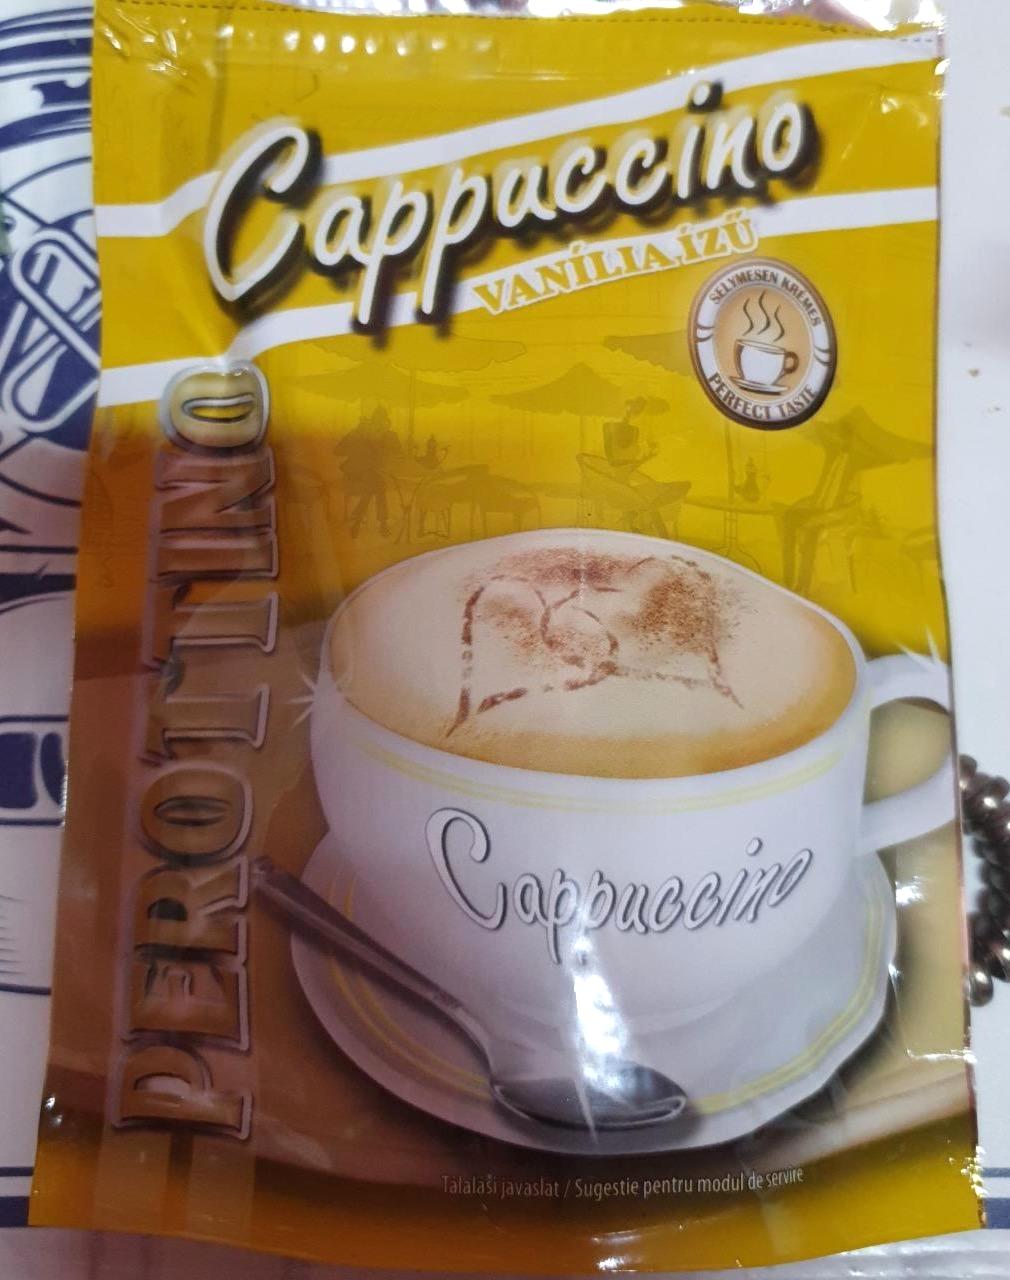 Cappuccino
VANÍLIA ÍZŰ
SELYMESEN KRÉMES
PERFECT TASTE
PEROTTINO
Cappuccino
Tálalási javaslat / Sugestie pentru modul de servire